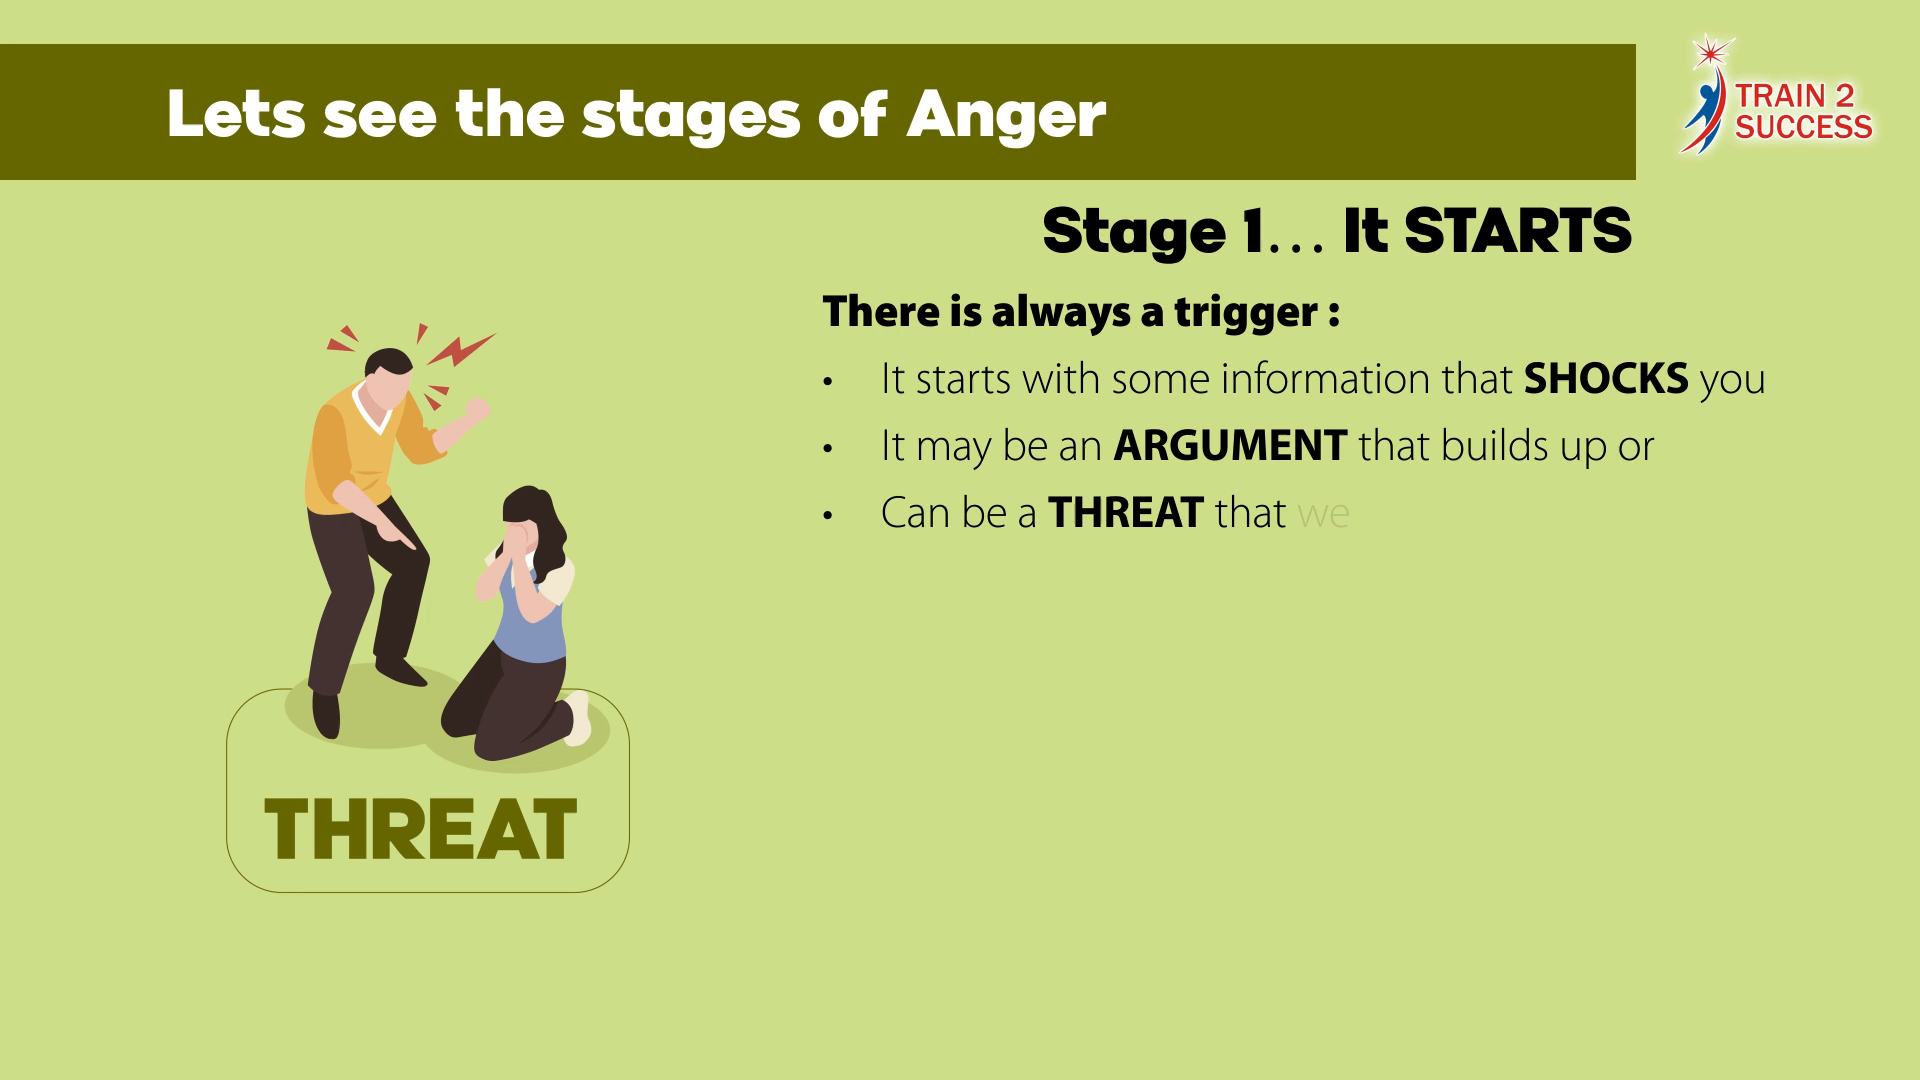 Lets see the stages of Anger
TRAIN 2
SUCCESS
Stage 1... It STARTS
There is always a trigger :
• It starts with some information that SHOCKS you
• It may be an ARGUMENT that builds up or
• Can be a THREAT that we
THREAT